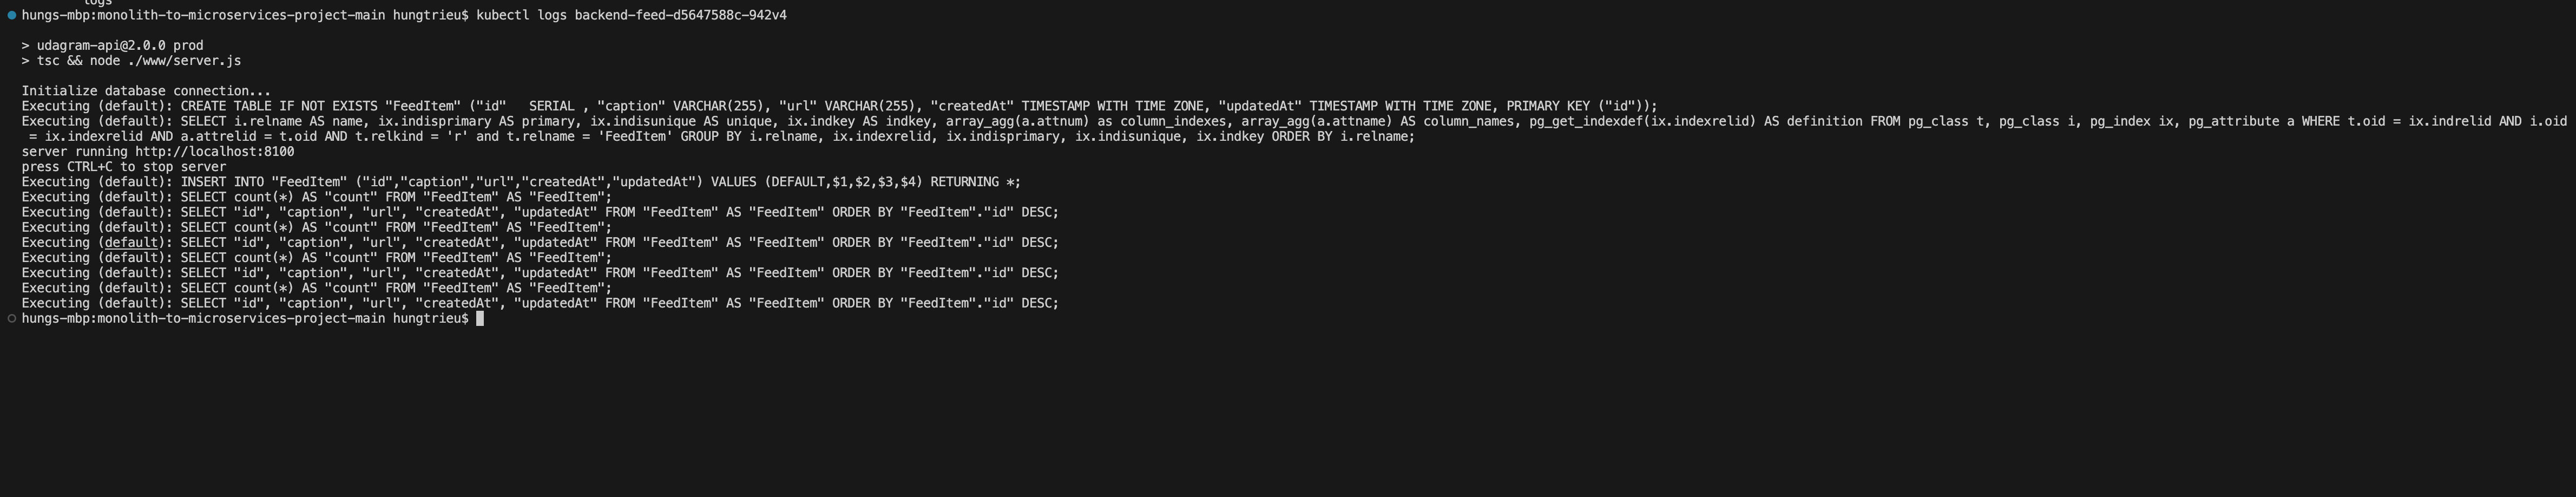 logs
hungs-mbp:monolith-to-microservices-project-main hungtrieu$ kubectl logs backend-feed-d5647588c-942v4
> udagram-api@2.0.0 prod
> tsc && node ./www/server.js
Initialize database connection...
Executing (default): CREATE TABLE IF NOT EXISTS "FeedItem" ("id"   SERIAL , "caption" VARCHAR(255), "url" VARCHAR(255), "createdAt" TIMESTAMP WITH TIME ZONE, "updatedAt" TIMESTAMP WITH TIME ZONE, PRIMARY KEY ("id"));
Executing (default): SELECT i.relname AS name, ix.indisprimary AS primary, ix.indisunique AS unique, ix.indkey AS indkey, array_agg(a.attnum) as column_indexes, array_agg(a.attname) AS column_names, pg_get_indexdef(ix.indexrelid) AS definition FROM pg_class t, pg_class i, pg_index ix, pg_attribute a WHERE t.oid = ix.indrelid AND i.oid
 = ix.indexrelid AND a.attrelid = t.oid AND t.relkind = 'r' and t.relname = 'FeedItem' GROUP BY i.relname, ix.indexrelid, ix.indisprimary, ix.indisunique, ix.indkey ORDER BY i.relname;
server running http://localhost:8100
press CTRL+C to stop server
Executing (default): INSERT INTO "FeedItem" ("id","caption","url","createdAt","updatedAt") VALUES (DEFAULT,$1,$2,$3,$4) RETURNING *;
Executing (default): SELECT count(*) AS "count" FROM "FeedItem" AS "FeedItem";
Executing (default): SELECT "id", "caption", "url", "createdAt", "updatedAt" FROM "FeedItem" AS "FeedItem" ORDER BY "FeedItem"."id" DESC;
Executing (default): SELECT count(*) AS "count" FROM "FeedItem" AS "FeedItem";
Executing (default): SELECT "id", "caption", "url", "createdAt", "updatedAt" FROM "FeedItem" AS "FeedItem" ORDER BY "FeedItem"."id" DESC;
Executing (default): SELECT count(*) AS "count" FROM "FeedItem" AS "FeedItem";
Executing (default): SELECT "id", "caption", "url", "createdAt", "updatedAt" FROM "FeedItem" AS "FeedItem" ORDER BY "FeedItem"."id" DESC;
Executing (default): SELECT count(*) AS "count" FROM "FeedItem" AS "FeedItem";
Executing (default): SELECT "id", "caption", "url", "createdAt", "updatedAt" FROM "FeedItem" AS "FeedItem" ORDER BY "FeedItem"."id" DESC;
hungs-mbp:monolith-to-microservices-project-main hungtrieu$